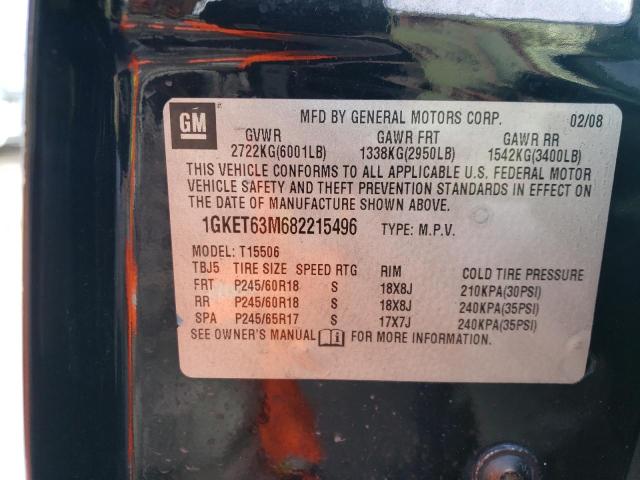 GM MFD BY GENERAL MOTORS CORP. 02/08
GVWR GAWR FRT GAWR RR
2722KG(6001LB) 1338KG(2950LB) 1542KG(3400LB)
THIS VEHICLE CONFORMS TO ALL APPLICABLE U.S. FEDERAL MOTOR
VEHICLE SAFETY AND THEFT PREVENTION STANDARDS IN EFFECT ON
THE DATE OF MANUFACTURE SHOWN ABOVE.
1GKET63M682215496 TYPE: M.P.V.
MODEL: T15506
TBJ5 TIRE SIZE SPEED RTG RIM COLD TIRE PRESSURE
FRT P245/60R18 S 18X8J 210KPA(30PSI)
RR P245/60R18 S 18X8J 240KPA(35PSI)
SPA P245/65R17 S 17X7J 240KPA(35PSI)
SEE OWNER'S MANUAL FOR MORE INFORMATION.